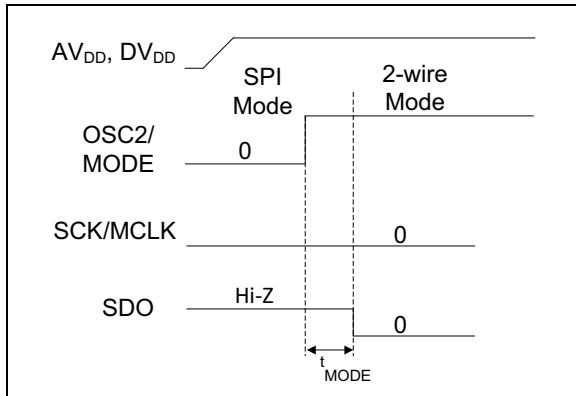 AVDD, DVDD
SPI
Mode
2-wire
Mode
OSC2/
MODE
0
SCK/MCLK
0
SDO
Hi-Z
0
tMODE